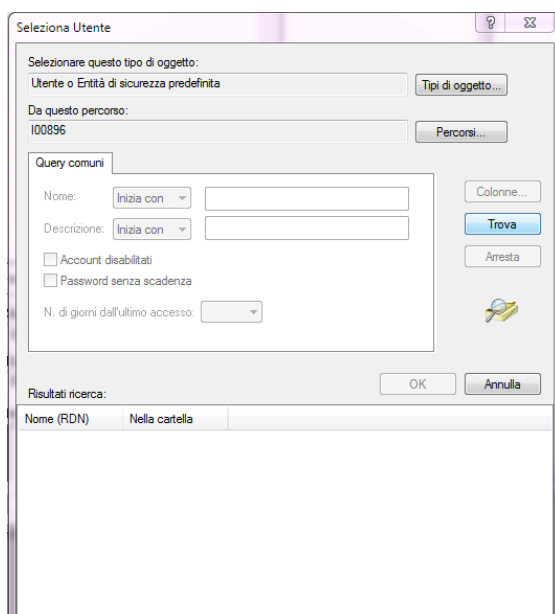 Seleziona Utente
Selezionare questo tipo di oggetto:
Utente o Entità di sicurezza predefinita
Tipi di oggetto...
Da questo percorso:
I00896
Percorsi...
Query comuni
Nome:
Inizia con
Colonne...
Descrizione:
Inizia con
Trova
Account disabilitati
Arresta
Password senza scadenza
N. di giorni dall'ultimo accesso:
OK
Annulla
Risultati ricerca:
Nome (RDN)
Nella cartella